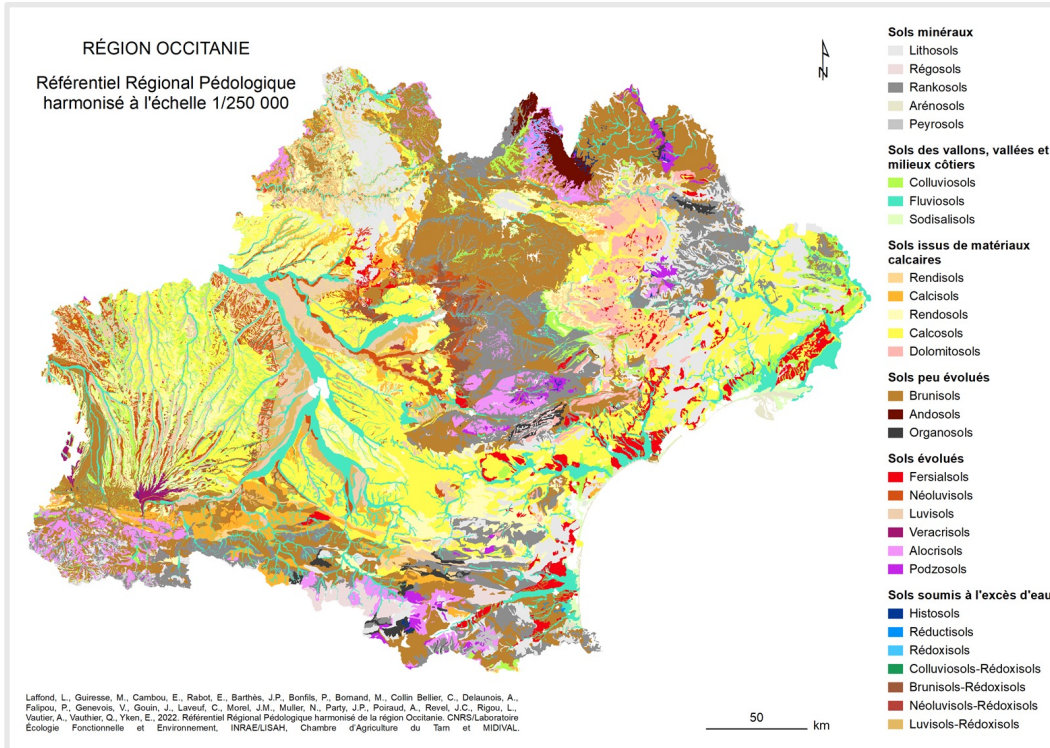 RÉGION OCCITANIE
Référentiel Régional Pédologique
harmonisé à l'échelle 1/250 000
N
Sols minéraux
Lithosols
Régosols
Rankosols
Arénosols
Peyrosols
Sols des vallons, vallées et
milieux côtiers
Colluviosols
Fluviosols
Sodisalisols
Sols issus de matériaux
calcaires
Rendisols
Calcisols
Rendosols
Calcosols
Dolomitosols
Sols peu évolués
Brunisols
Andosols
Organosols
Sols évolués
Fersialsols
Néoluvisols
Luvisols
Veracrisols
Alocrisols
Podzosols
Sols soumis à l'excès d'eau
Histosols
Réductisols
Rédoxisols
Colluviosols-Rédoxisols
Brunisols-Rédoxisols
Néoluvisols-Rédoxisols
Luvisols-Rédoxisols
Laffond, L., Guiresse, M., Cambou, E., Rabot, E., Barthès, J.P., Bonfils, P., Bornand, M., Collin Bellier, C., Delaunois, A.,
Falipou, P., Genevois, V., Gouin, J., Laveuf, C., Morel, J.M., Muller, N., Party, J.P., Poiraud, A., Revel, J.C., Rigou, L.,
Vautier, A., Vauthier, Q., Yken, E., 2022. Référentiel Régional Pédologique harmonisé de la région Occitanie. CNRS/Laboratoire
Écologie Fonctionnelle et Environnement, INRAE/LISAH, Chambre d'Agriculture du Tarn et MIDIVAL.
50
km